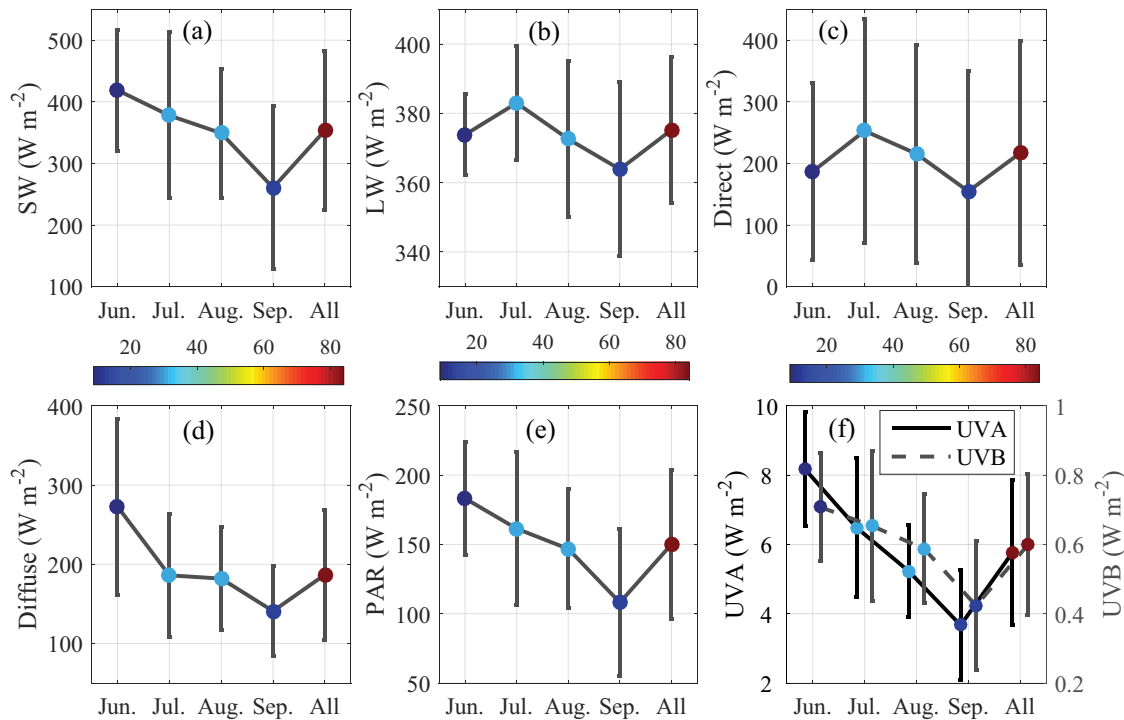 (a)
SW (W m-2)
500
400
300
200
100
Jun. Jul. Aug. Sep. All
(b)
LW (W m-2)
400
380
360
340
Jun. Jul. Aug. Sep. All
(c)
Direct (W m-2)
400
300
200
100
0
Jun. Jul. Aug. Sep. All
20 40 60 80
20 40 60 80
20 40 60 80
(d)
Diffuse (W m-2)
400
300
200
100
Jun. Jul. Aug. Sep. All
(e)
PAR (W m-2)
250
200
150
100
50
Jun. Jul. Aug. Sep. All
(f)
UVA
UVB
UVA (W m-2)
10
8
6
4
2
UVB (W m-2)
1
0.8
0.6
0.4
0.2
Jun. Jul. Aug. Sep. All